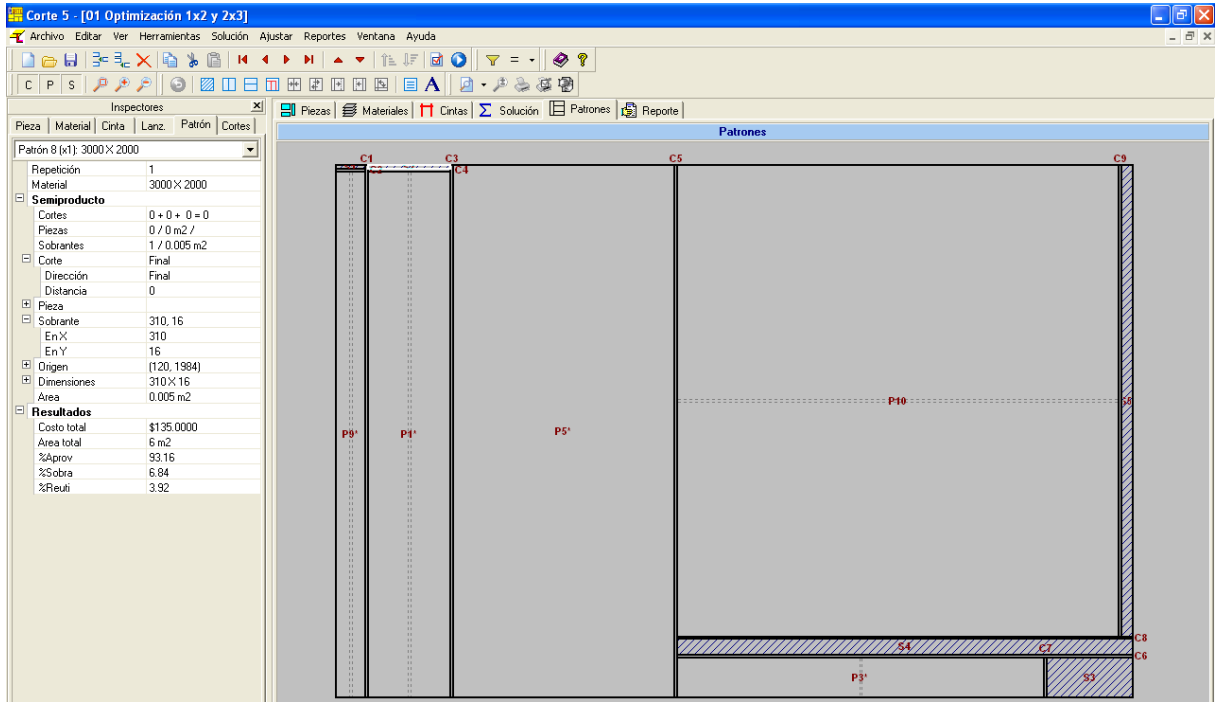 Corte 5 - [01 Optimización 1x2 y 2x3]
Archivo Editar Ver Herramientas Solución Ajustar Reportes Ventana Ayuda
C P S A
Inspectores
Pieza Material Cinta Lanz. Patrón Cortes
Piezas Materiales Cintas Solución Patrones Reporte
Patrones
Patrón 8 (x1): 3000 X 2000
Repetición 1
Material 3000 X 2000
Semiproducto
Cortes 0 + 0 + 0 = 0
Piezas 0 / 0 m2 /
Sobrantes 1 / 0.005 m2
Corte Final
Dirección Final
Distancia 0
Pieza
Sobrante 310, 16
En X 310
En Y 16
Origen (120, 1984)
Dimensiones 310 X 16
Area 0.005 m2
Resultados
Costo total $135.0000
Area total 6 m2
%Aprov 93.16
%Sobra 6.84
%Reuti 3.92
C1 C3 C5 C9
C4
P10 S8
P9* P1* P5*
C8
S4 C7
C6
P3* S3